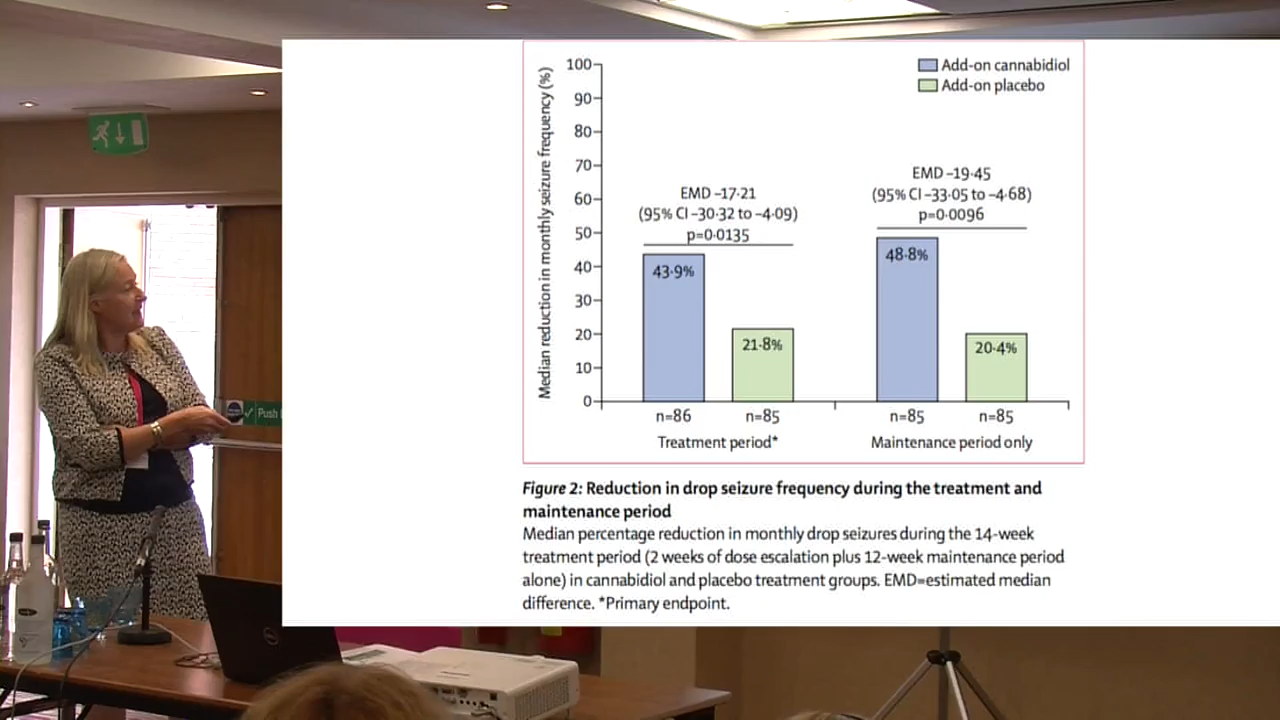 Add-on cannabidiol
Add-on placebo
Median reduction in monthly seizure frequency (%)
100
90
80
70
60
50
40
30
20
10
0
EMD –17·21
(95% CI –30·32 to –4·09)
p=0·0135
43·9%
21·8%
EMD –19·45
(95% CI –33·05 to –4·68)
p=0·0096
48·8%
20·4%
n=86
n=85
n=85
n=85
Treatment period*
Maintenance period only
Figure 2: Reduction in drop seizure frequency during the treatment and
maintenance period
Median percentage reduction in monthly drop seizures during the 14-week
treatment period (2 weeks of dose escalation plus 12-week maintenance period
alone) in cannabidiol and placebo treatment groups. EMD=estimated median
difference. *Primary endpoint.
Push